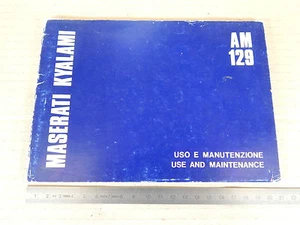 MASERATI KYALAMI
AM
129
USO E MANUTENZIONE
USE AND MAINTENANCE